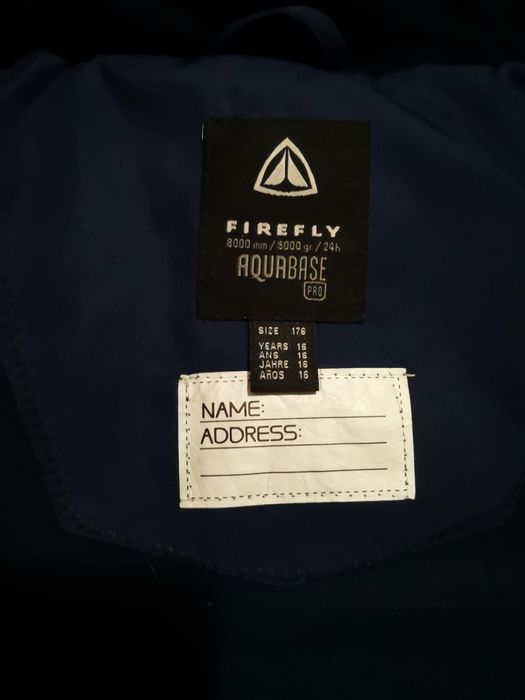 FIREFLY
8000 mm / 5000 gr / 24h
AQUABASE
PRO
SIZE 176
YEARS 16
ANS 16
JAHRE 16
AÑOS 16
NAME:
ADDRESS: